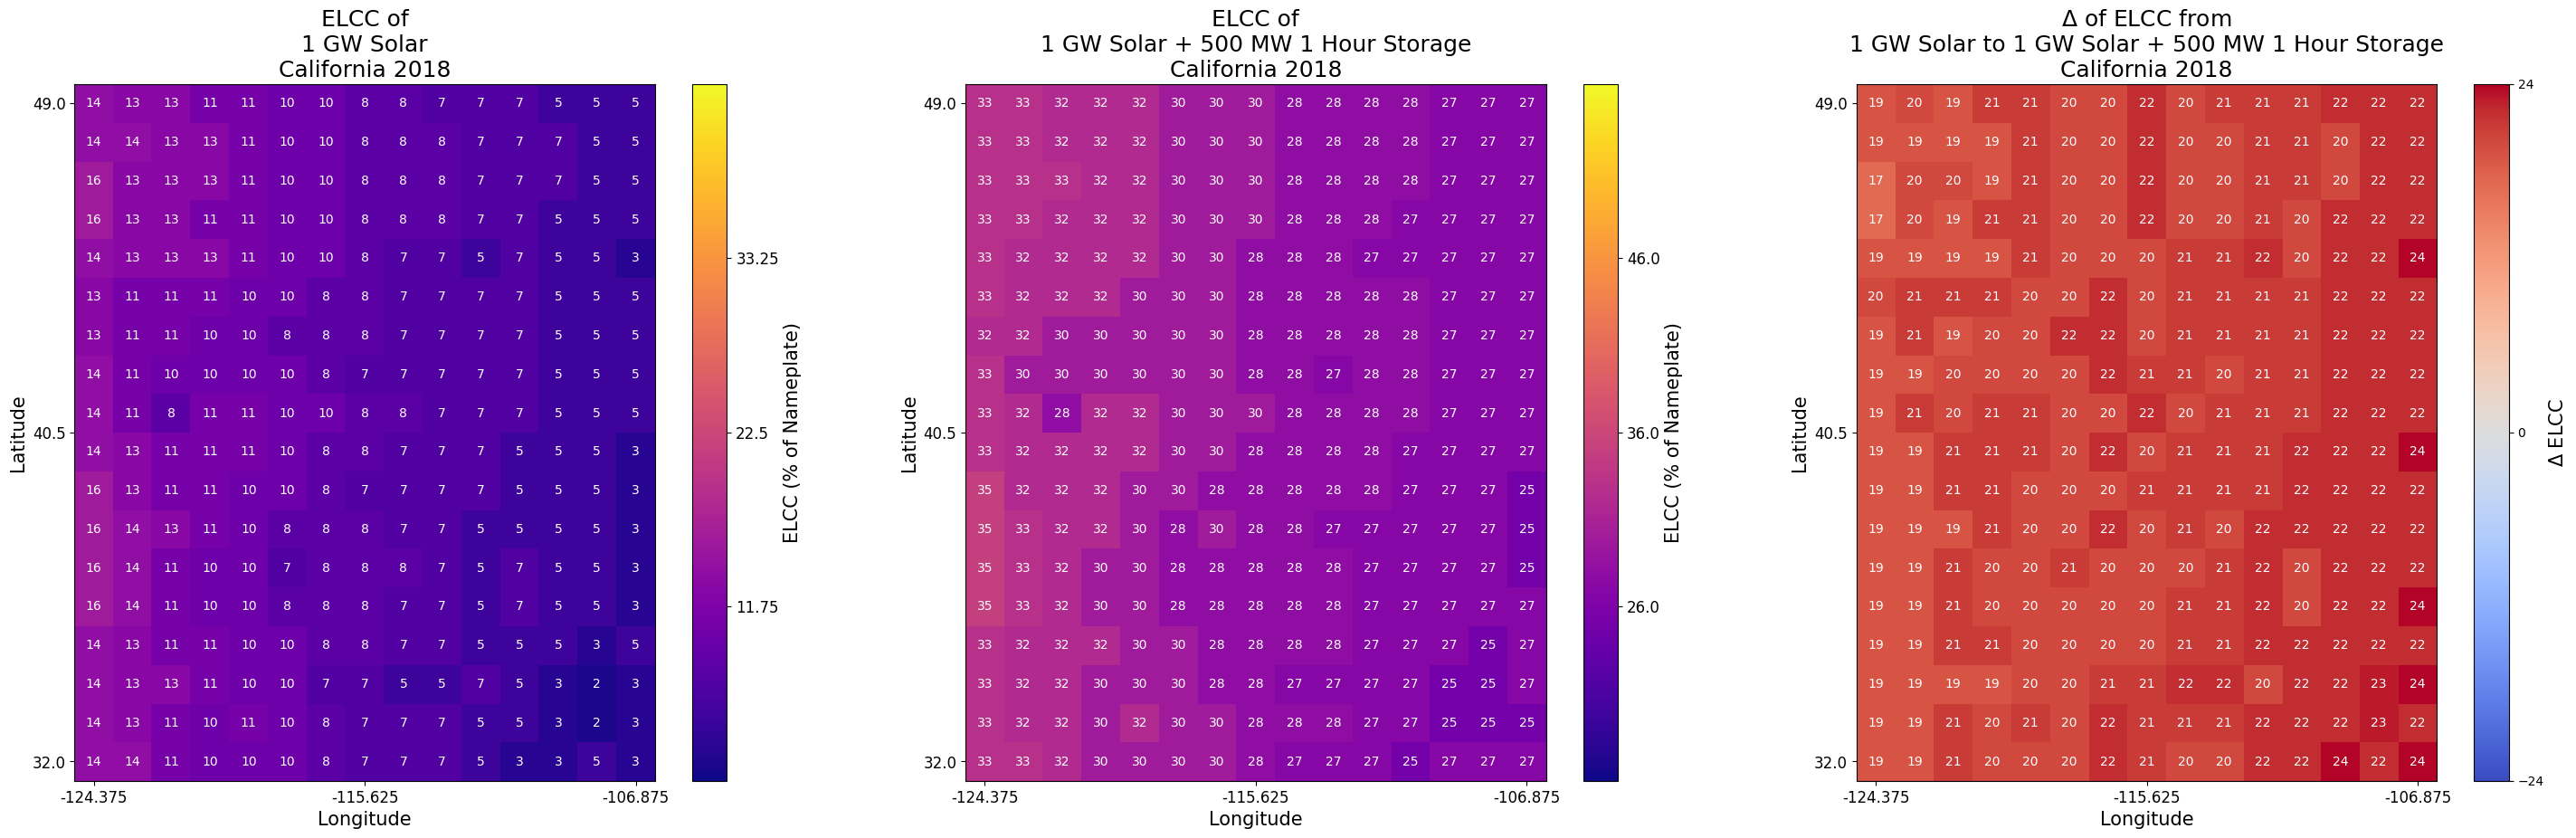 ELCC of
1 GW Solar
California 2018
49.0
40.5
32.0
Latitude
14 13 13 11 11 10 10 8 8 7 7 7 5 5 5
14 14 13 13 11 10 10 8 8 8 7 7 7 5 5
16 13 13 13 11 10 10 8 8 8 7 7 7 5 5
16 13 13 11 11 10 10 8 8 8 7 7 5 5 5
14 13 13 13 11 10 10 8 7 7 5 7 5 5 3
13 11 11 11 10 10 8 8 7 7 7 7 5 5 5
13 11 11 10 10 8 8 8 7 7 7 7 5 5 5
14 11 10 10 10 10 8 7 7 7 7 7 5 5 5
14 11 8 11 11 10 10 8 8 7 7 7 5 5 5
14 13 11 11 11 10 8 8 7 7 7 5 5 5 3
16 13 11 11 10 10 8 7 7 7 7 5 5 5 3
16 14 13 11 10 8 8 8 7 7 5 5 5 5 3
16 14 11 10 10 7 8 8 8 7 5 7 5 5 3
16 14 11 10 10 8 8 8 7 7 5 7 5 5 3
14 13 11 11 10 10 8 8 7 7 5 5 5 3 5
14 13 13 11 10 10 7 7 5 5 7 5 3 2 3
14 13 11 10 11 10 8 7 7 7 5 5 3 2 3
14 14 11 10 10 10 8 7 7 7 5 3 3 5 3
-124.375 -115.625 -106.875
Longitude
33.25
22.5
11.75
ELCC (% of Nameplate)
ELCC of
1 GW Solar + 500 MW 1 Hour Storage
California 2018
49.0
40.5
32.0
Latitude
33 33 32 32 32 30 30 30 28 28 28 28 27 27 27
33 33 32 32 32 30 30 30 28 28 28 28 27 27 27
33 33 33 32 32 30 30 30 28 28 28 28 27 27 27
33 33 32 32 32 30 30 30 28 28 28 27 27 27 27
33 32 32 32 32 30 30 28 28 28 27 27 27 27 27
33 32 32 32 30 30 30 28 28 28 28 28 27 27 27
32 32 30 30 30 30 30 28 28 28 28 28 27 27 27
33 30 30 30 30 30 30 28 28 27 28 28 27 27 27
33 32 28 32 32 30 30 30 28 28 28 28 27 27 27
33 32 32 32 32 30 30 28 28 28 28 27 27 27 27
35 32 32 32 30 30 28 28 28 28 28 27 27 27 25
35 33 32 32 30 28 30 28 28 27 27 27 27 27 25
35 33 32 30 30 28 28 28 28 28 27 27 27 27 25
35 33 32 30 30 28 28 28 28 28 27 27 27 27 27
33 32 32 32 30 30 28 28 28 28 27 27 27 25 27
33 32 32 30 30 30 28 28 27 27 27 27 25 25 27
33 32 32 30 32 30 30 28 28 28 27 27 25 25 25
33 33 32 30 30 30 30 28 27 27 27 25 27 27 27
-124.375 -115.625 -106.875
Longitude
46.0
36.0
26.0
ELCC (% of Nameplate)
Δ of ELCC from
1 GW Solar to 1 GW Solar + 500 MW 1 Hour Storage
California 2018
49.0
40.5
32.0
Latitude
19 20 19 21 21 20 20 22 20 21 21 21 22 22 22
19 19 19 19 21 20 20 22 20 20 21 21 20 22 22
17 20 20 19 21 20 20 22 20 20 21 21 20 22 22
17 20 19 21 21 20 20 22 20 20 21 20 22 22 22
19 19 19 19 21 20 20 20 21 21 22 20 22 22 24
20 21 21 21 20 20 22 20 21 21 21 21 22 22 22
19 21 19 20 20 22 22 20 21 21 21 21 22 22 22
19 19 20 20 20 20 22 21 21 20 21 21 22 22 22
19 21 20 21 21 20 20 22 20 21 21 21 22 22 22
19 19 21 21 21 20 22 20 21 21 21 22 22 22 24
19 19 21 21 20 20 20 21 21 21 21 22 22 22 22
19 19 19 21 20 20 22 20 21 20 22 22 22 22 22
19 19 21 20 20 21 20 20 20 21 22 20 22 22 22
19 19 21 20 20 20 20 20 21 21 22 20 22 22 24
19 19 21 21 20 20 20 20 21 21 22 22 22 22 22
19 19 19 19 20 20 21 21 22 22 20 22 22 23 24
19 19 21 20 21 20 22 21 21 21 22 22 22 23 22
19 19 21 20 20 20 22 21 20 20 22 22 24 22 24
-124.375 -115.625 -106.875
Longitude
24
0
−24
Δ ELCC